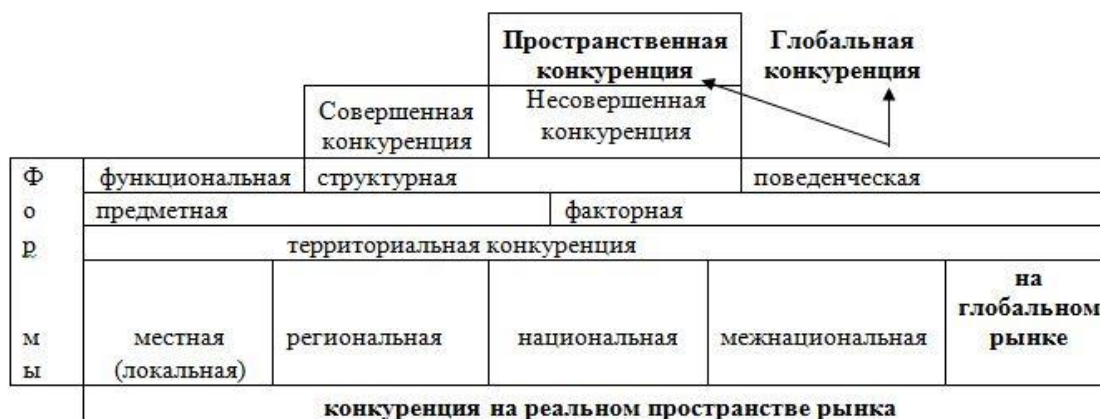 Пространственная
конкуренция
Глобальная
конкуренция
Совершенная
конкуренция
Несовершенная
конкуренция
Ф
о
р
м
ы
функциональная
структурная
поведенческая
предметная
факторная
территориальная конкуренция
местная
(локальная)
региональная
национальная
межнациональная
на
глобальном
рынке
конкуренция на реальном пространстве рынка